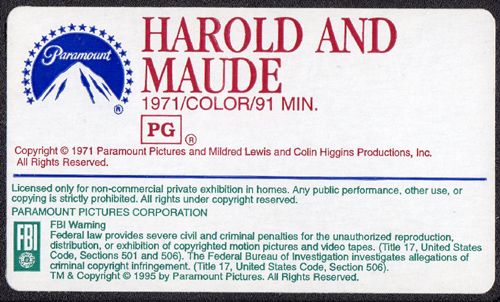 Paramount
®
HAROLD AND
MAUDE
1971/COLOR/91 MIN.
PG ®
Copyright © 1971 Paramount Pictures and Mildred Lewis and Colin Higgins Productions, Inc.
All Rights Reserved.
Licensed only for non-commercial private exhibition in homes. Any public performance, other use, or
copying is strictly prohibited. All rights under copyright reserved.
PARAMOUNT PICTURES CORPORATION
FBI
FBI Warning
Federal law provides severe civil and criminal penalties for the unauthorized reproduction,
distribution, or exhibition of copyrighted motion pictures and video tapes. (Title 17, United States
Code, Sections 501 and 506). The Federal Bureau of Investigation investigates allegations of
criminal copyright infringement. (Title 17, United States Code, Section 506).
TM & Copyright © 1995 by Paramount Pictures. All Rights Reserved.